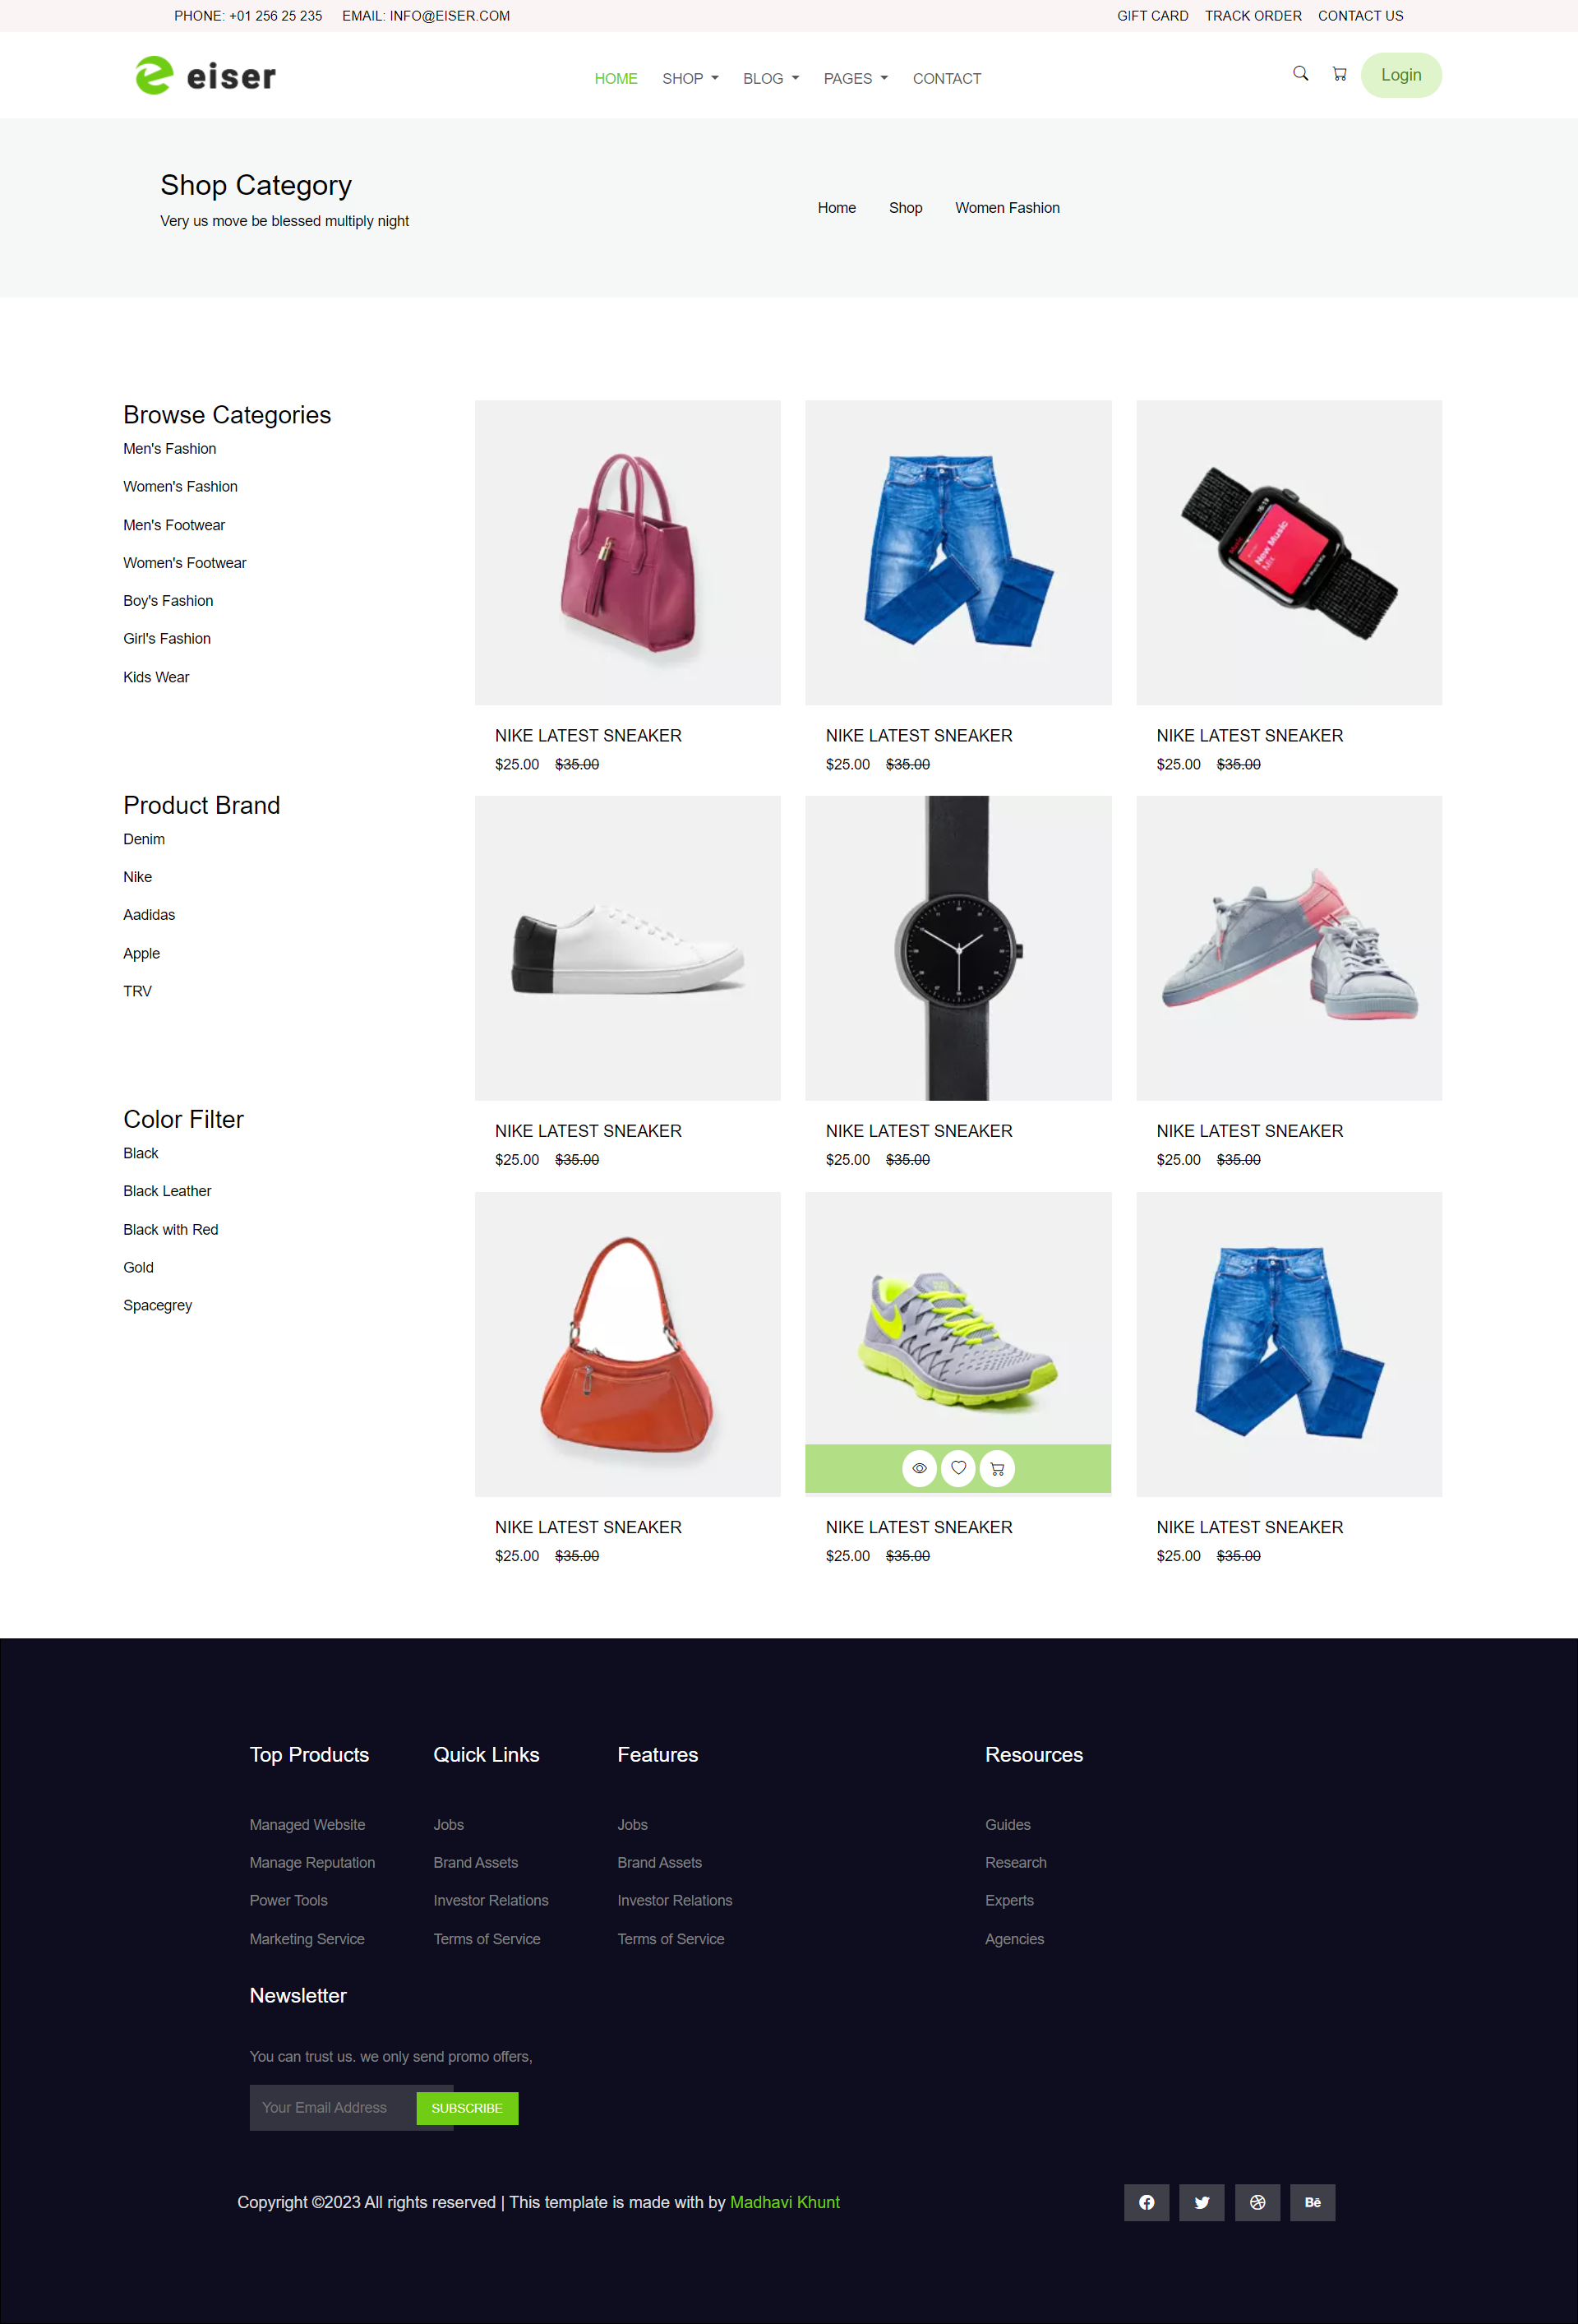 PHONE: +01 256 25 235 EMAIL: INFO@EISER.COM GIFT CARD TRACK ORDER CONTACT US
eiser HOME SHOP BLOG PAGES CONTACT Login
Shop Category
Very us move be blessed multiply night
Home Shop Women Fashion
Browse Categories
Men's Fashion
Women's Fashion
Men's Footwear
Women's Footwear
Boy's Fashion
Girl's Fashion
Kids Wear
Product Brand
Denim
Nike
Aadidas
Apple
TRV
Color Filter
Black
Black Leather
Black with Red
Gold
Spacegrey
16:13
Music
New Music
Mix
NIKE LATEST SNEAKER NIKE LATEST SNEAKER NIKE LATEST SNEAKER
$25.00 $35.00 $25.00 $35.00 $25.00 $35.00
NIKE LATEST SNEAKER NIKE LATEST SNEAKER NIKE LATEST SNEAKER
$25.00 $35.00 $25.00 $35.00 $25.00 $35.00
NIKE LATEST SNEAKER NIKE LATEST SNEAKER NIKE LATEST SNEAKER
$25.00 $35.00 $25.00 $35.00 $25.00 $35.00
Top Products Quick Links Features Resources
Managed Website Jobs Jobs Guides
Manage Reputation Brand Assets Brand Assets Research
Power Tools Investor Relations Investor Relations Experts
Marketing Service Terms of Service Terms of Service Agencies
Newsletter
You can trust us. we only send promo offers,
Your Email Address SUBSCRIBE
Copyright ©2023 All rights reserved | This template is made with by Madhavi Khunt Bē